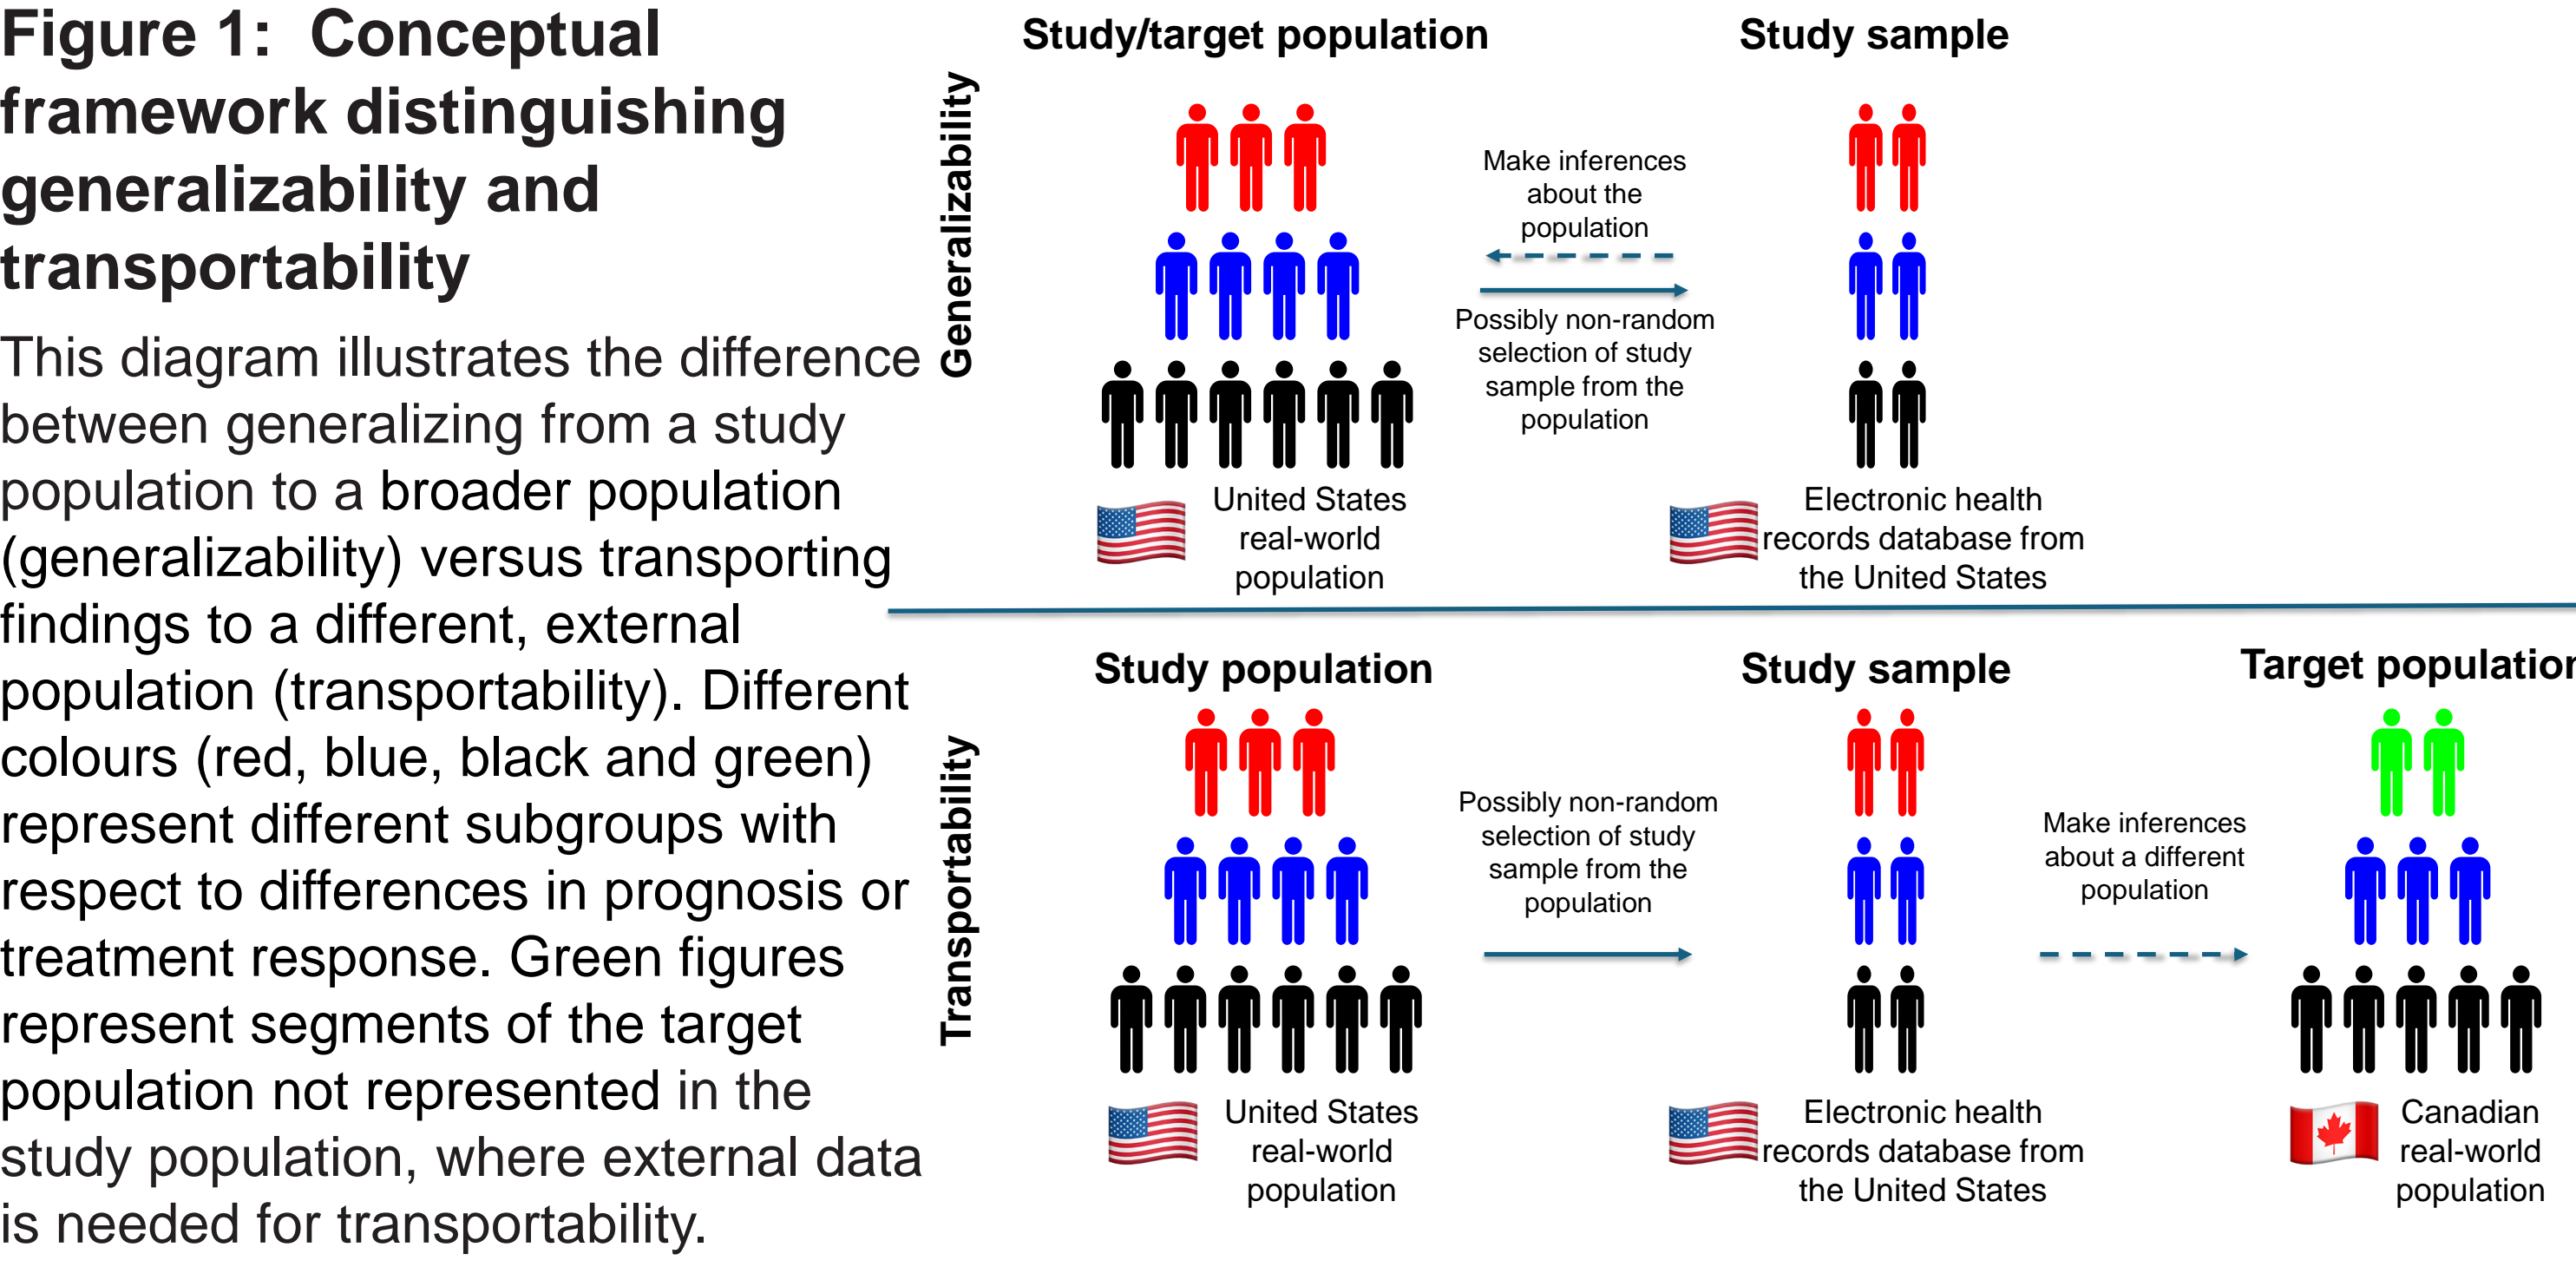 Figure 1:  Conceptual
framework distinguishing
generalizability and
transportability
This diagram illustrates the difference
between generalizing from a study
population to a broader population
(generalizability) versus transporting
findings to a different, external
population (transportability). Different
colours (red, blue, black and green)
represent different subgroups with
respect to differences in prognosis or
treatment response. Green figures
represent segments of the target
population not represented in the
study population, where external data
is needed for transportability.
Generalizability
Study/target population
Study sample
Make inferences
about the
population
Possibly non-random
selection of study
sample from the
population
United States
real-world
population
Electronic health
records database from
the United States
Transportability
Study population
Study sample
Target population
Possibly non-random
selection of study
sample from the
population
Make inferences
about a different
population
United States
real-world
population
Electronic health
records database from
the United States
Canadian
real-world
population